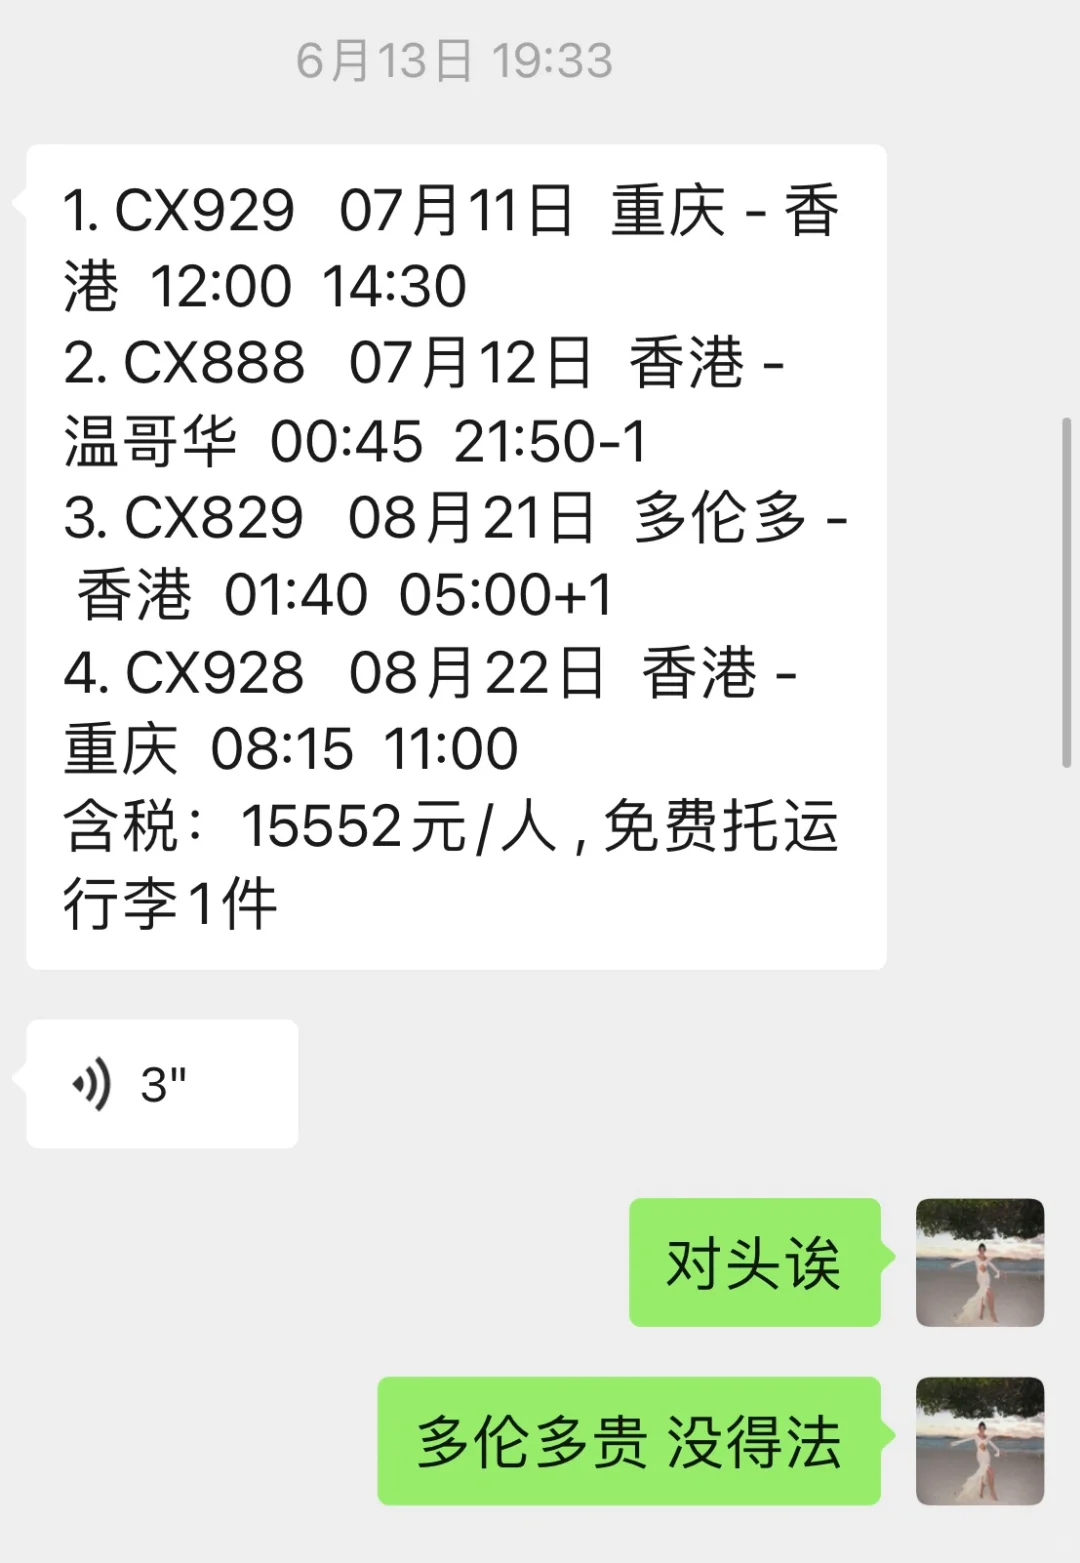 6月13日 19:33
1. CX929 07月11日 重庆 - 香
港 12:00 14:30
2. CX888 07月12日 香港 -
温哥华 00:45 21:50-1
3. CX829 08月21日 多伦多 -
香港 01:40 05:00+1
4. CX928 08月22日 香港 -
重庆 08:15 11:00
含税：15552元/人 , 免费托运
行李1件
3"
对头诶
多伦多贵 没得法